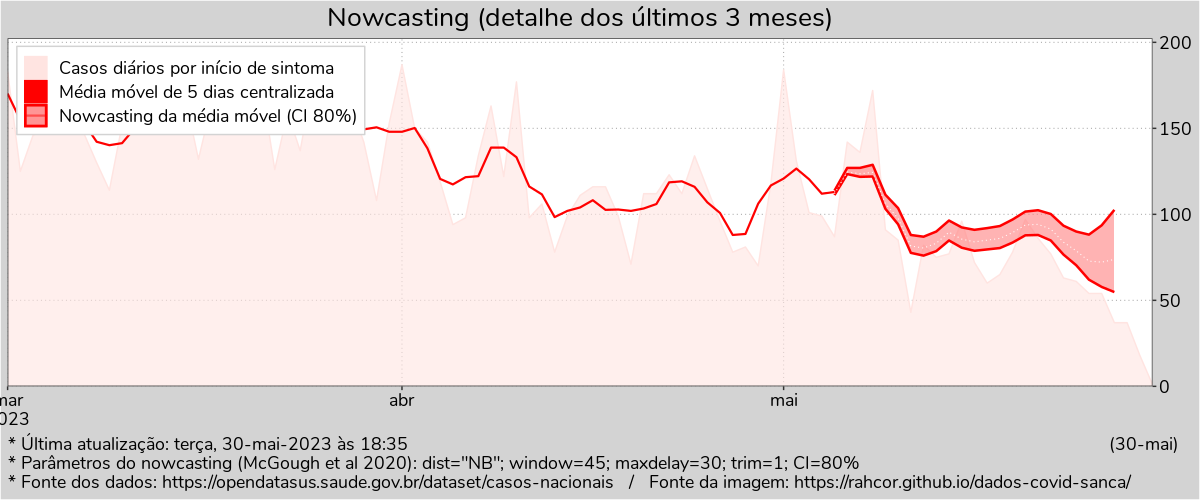 Nowcasting (detalhe dos últimos 3 meses)
Casos diários por início de sintoma
Média móvel de 5 dias centralizada
Nowcasting da média móvel (CI 80%)
200
150
100
50
0
mar abr mai
2023
* Última atualização: terça, 30-mai-2023 às 18:35 (30-mai)
* Parâmetros do nowcasting (McGough et al 2020): dist="NB"; window=45; maxdelay=30; trim=1; CI=80%
* Fonte dos dados: https://opendatasus.saude.gov.br/dataset/casos-nacionais / Fonte da imagem: https://rahcor.github.io/dados-covid-sanca/